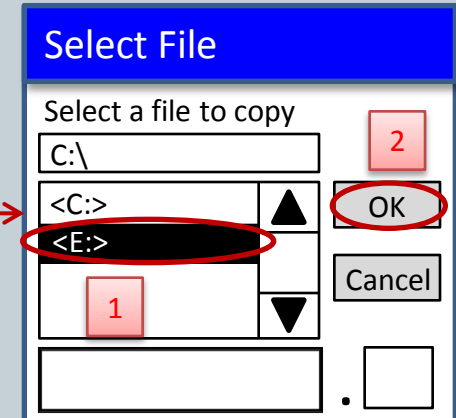 Select File
Select a file to copy
2
C:\
<C:>
OK
<E:>
Cancel
1
.